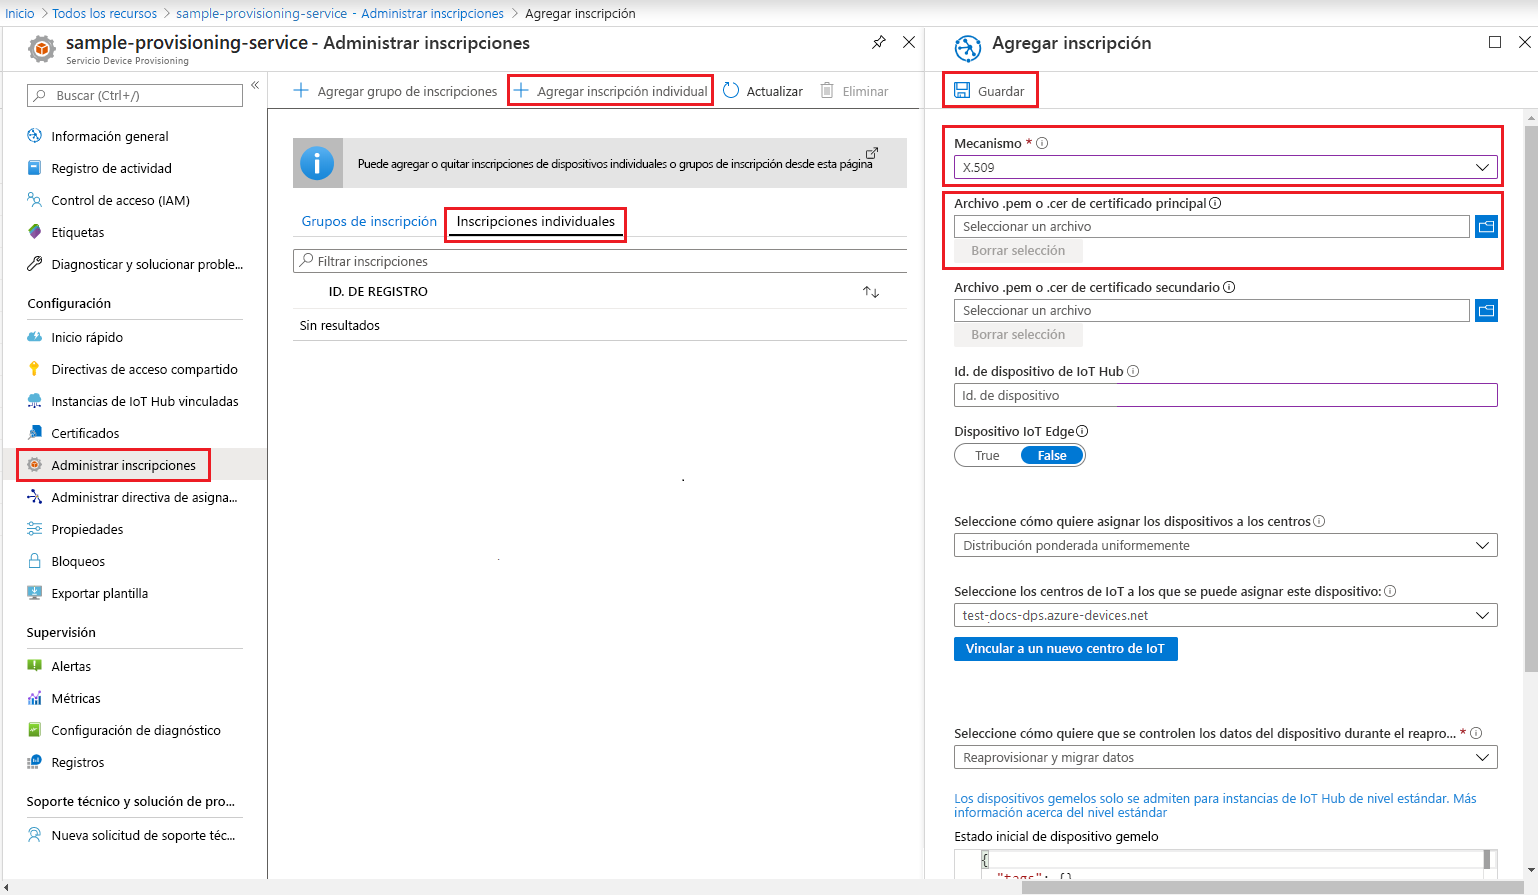 Inicio > Todos los recursos > sample-provisioning-service - Administrar inscripciones > Agregar inscripción
sample-provisioning-service - Administrar inscripciones
Servicio Device Provisioning
Buscar (Ctrl+/)
Información general
Registro de actividad
Control de acceso (IAM)
Etiquetas
Diagnosticar y solucionar proble...
Configuración
Inicio rápido
Directivas de acceso compartido
Instancias de IoT Hub vinculadas
Certificados
Administrar inscripciones
Administrar directiva de asigna...
Propiedades
Bloqueos
Exportar plantilla
Supervisión
Alertas
Métricas
Configuración de diagnóstico
Registros
Soporte técnico y solución de pro...
Nueva solicitud de soporte téc...
Agregar grupo de inscripciones
Agregar inscripción individual
Actualizar
Eliminar
Puede agregar o quitar inscripciones de dispositivos individuales o grupos de inscripción desde esta página
Grupos de inscripción
Inscripciones individuales
Filtrar inscripciones
ID. DE REGISTRO
Sin resultados
Agregar inscripción
Guardar
Mecanismo *
X.509
Archivo .pem o .cer de certificado principal
Seleccionar un archivo
Borrar selección
Archivo .pem o .cer de certificado secundario
Seleccionar un archivo
Borrar selección
Id. de dispositivo de IoT Hub
Id. de dispositivo
Dispositivo IoT Edge
True False
Seleccione cómo quiere asignar los dispositivos a los centros
Distribución ponderada uniformemente
Seleccione los centros de IoT a los que se puede asignar este dispositivo:
test-docs-dps.azure-devices.net
Vincular a un nuevo centro de IoT
Seleccione cómo quiere que se controlen los datos del dispositivo durante el reapro... *
Reaprovisionar y migrar datos
Los dispositivos gemelos solo se admiten para instancias de IoT Hub de nivel estándar. Más
información acerca del nivel estándar
Estado inicial de dispositivo gemelo
{
"tags": {},